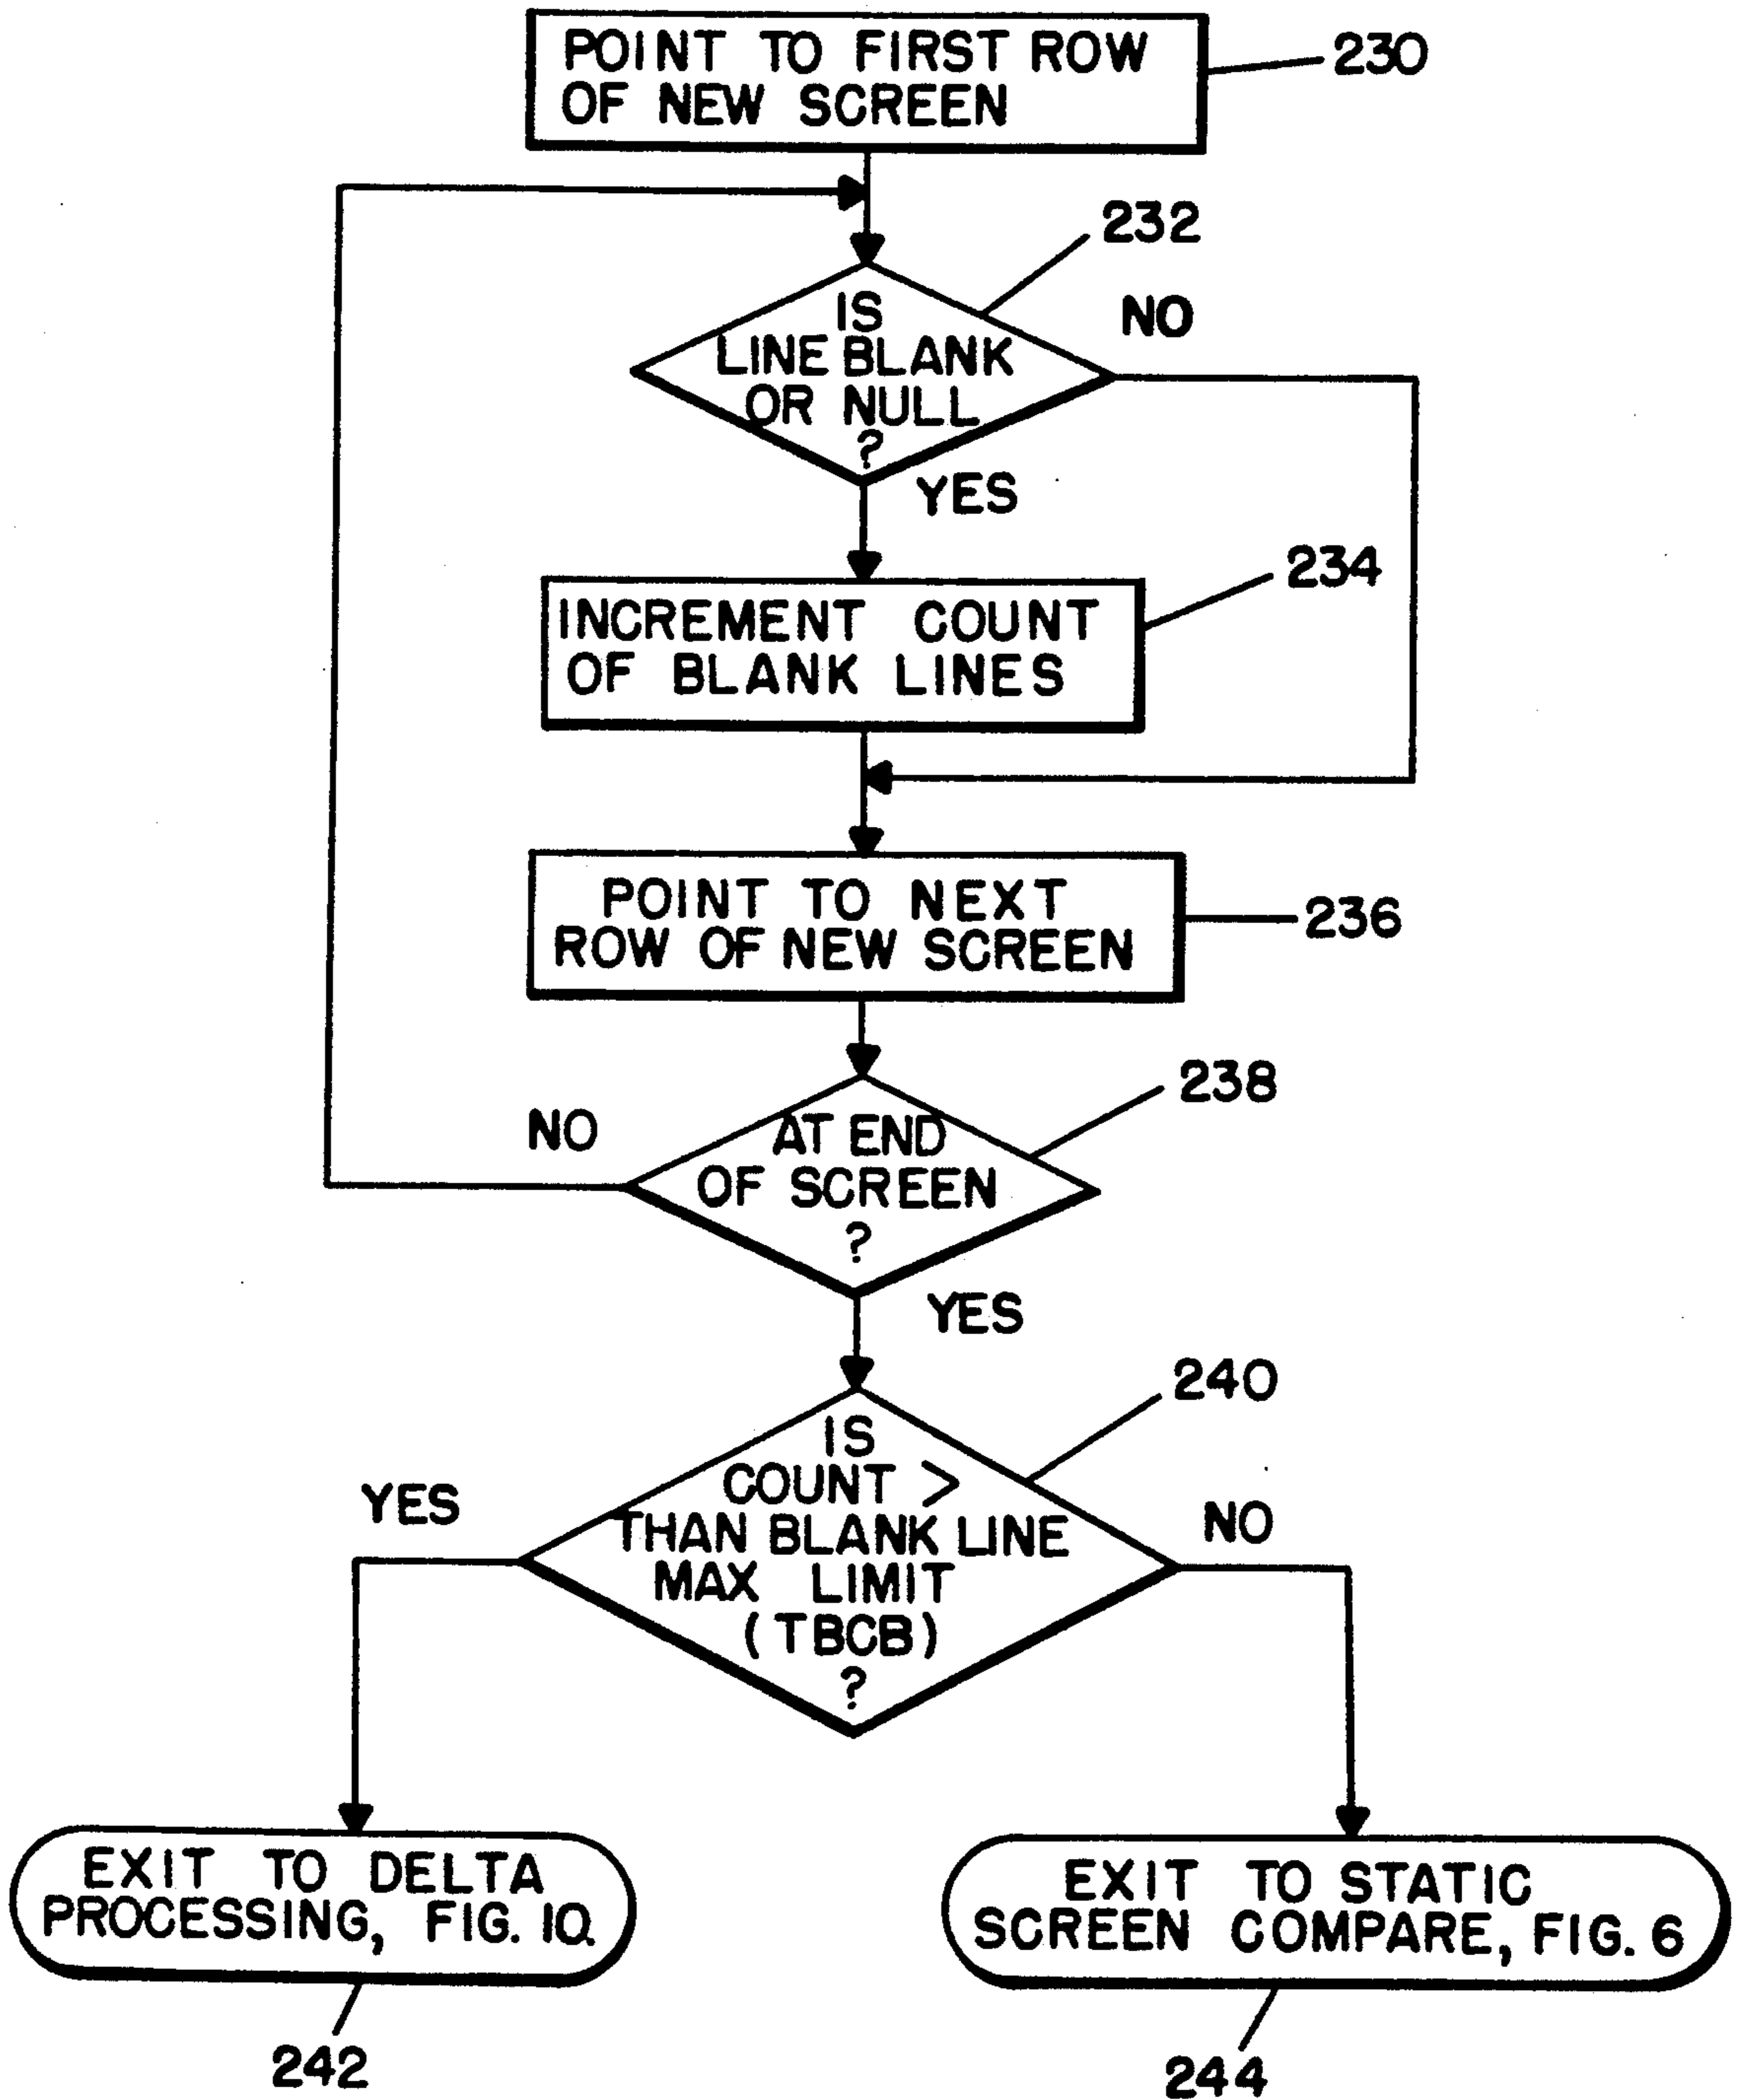 POINT TO FIRST ROW
OF NEW SCREEN
230
232
IS
LINE BLANK
OR NULL
?
NO
YES
234
INCREMENT COUNT
OF BLANK LINES
POINT TO NEXT
ROW OF NEW SCREEN
236
238
NO
AT END
OF SCREEN
?
YES
240
IS
COUNT >
THAN BLANK LINE
MAX LIMIT
(TBCB)
?
YES
NO
EXIT TO DELTA
PROCESSING, FIG. 10
242
EXIT TO STATIC
SCREEN COMPARE, FIG. 6
244